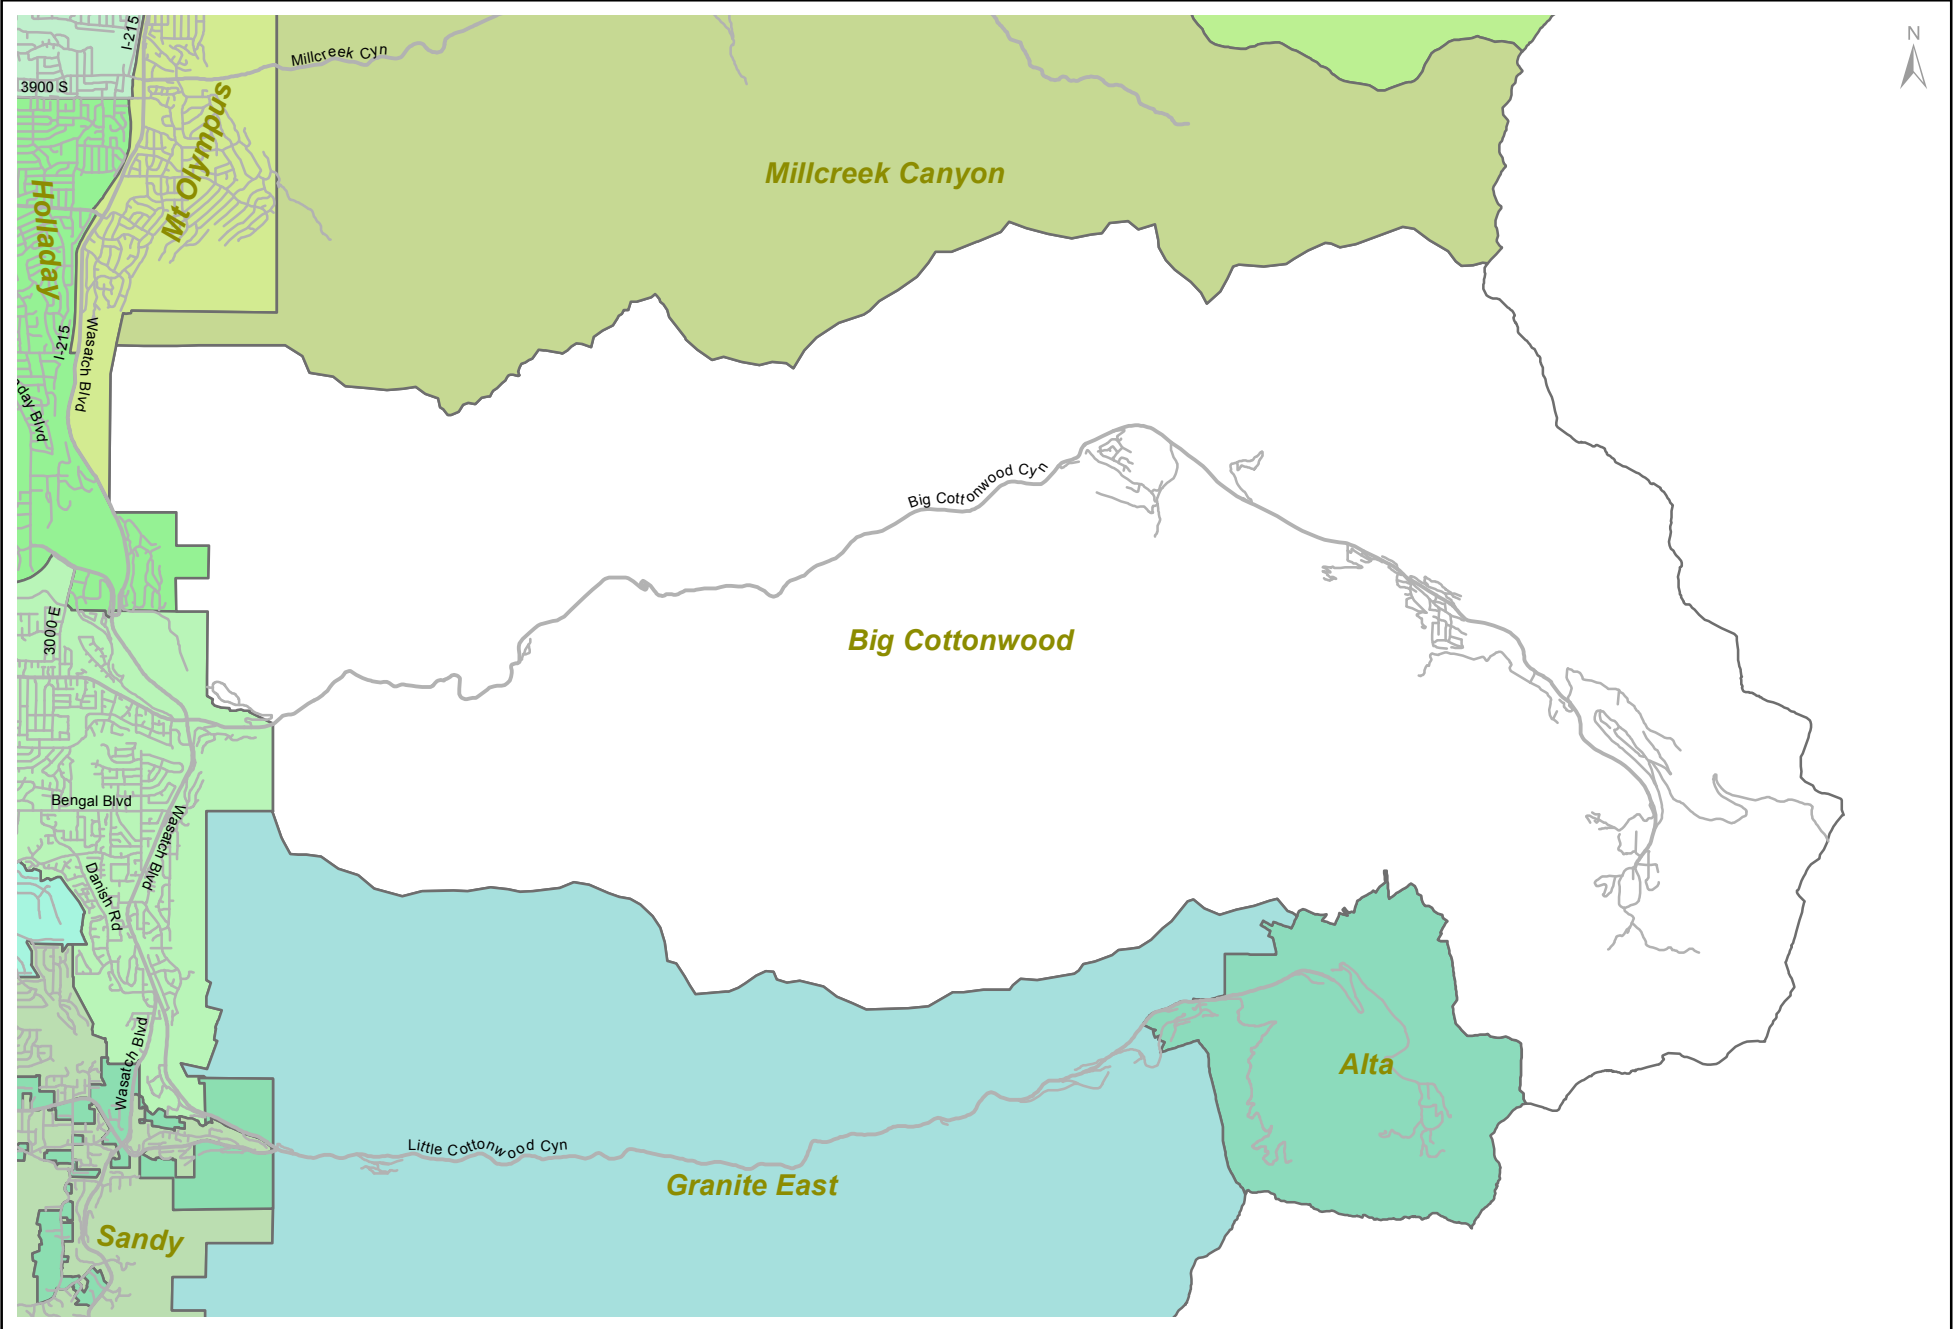 I-215
N
Millcreek Cyn
3900 S
Mt Olympus
Millcreek Canyon
Holladay
I-215
Wasatch Blvd
day Blvd
Big Cottonwood Cyn
3000 E
Big Cottonwood
Bengal Blvd
Wasatch Blvd
Danish Rd
Wasatch Blvd
Alta
Little Cottonwood Cyn
Granite East
Sandy